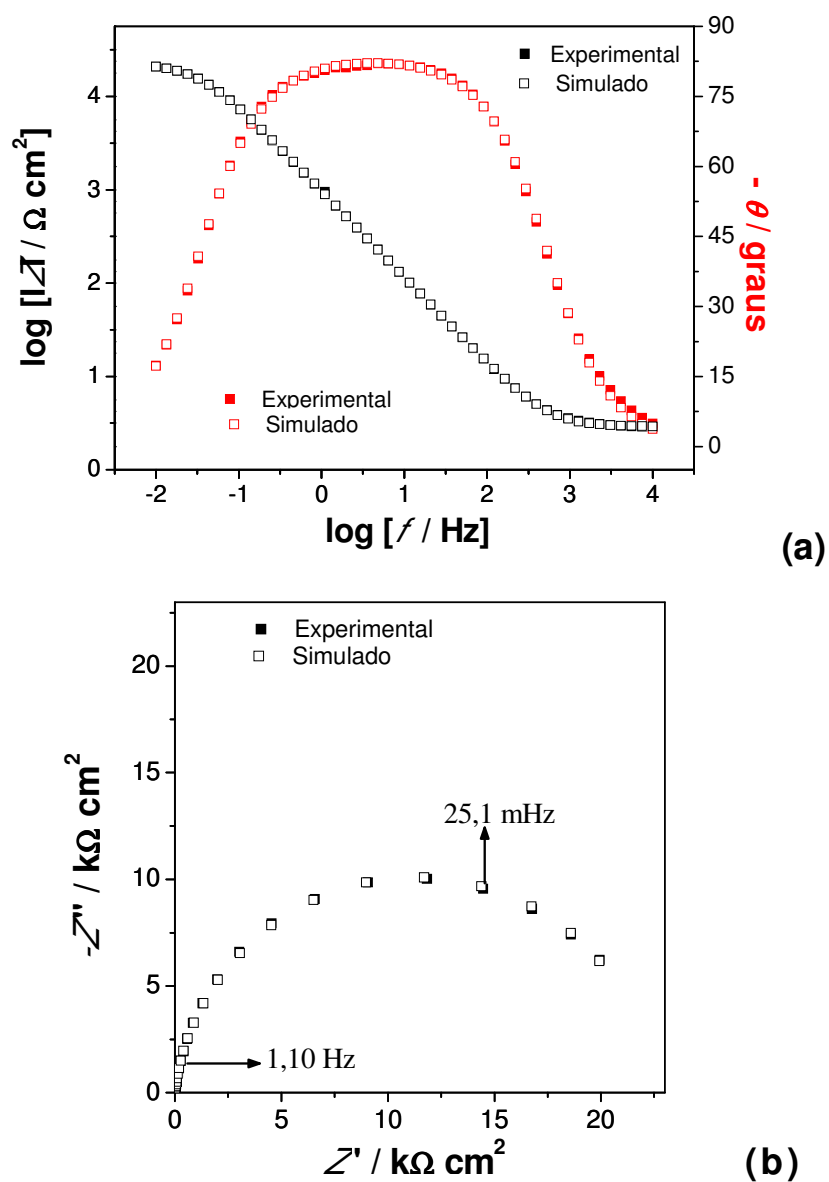 90
Experimental
Simulado
4
75
3
60
45
2
30
1
15
0
0
log [|Z| / Ω cm²]
- θ / graus
Experimental
Simulado
-2 -1 0 1 2 3 4
log [f / Hz]
(a)
Experimental
Simulado
20
15
25,1 mHz
10
5
1,10 Hz
0
-Z'' / kΩ cm²
0 5 10 15 20
Z' / kΩ cm²
(b)